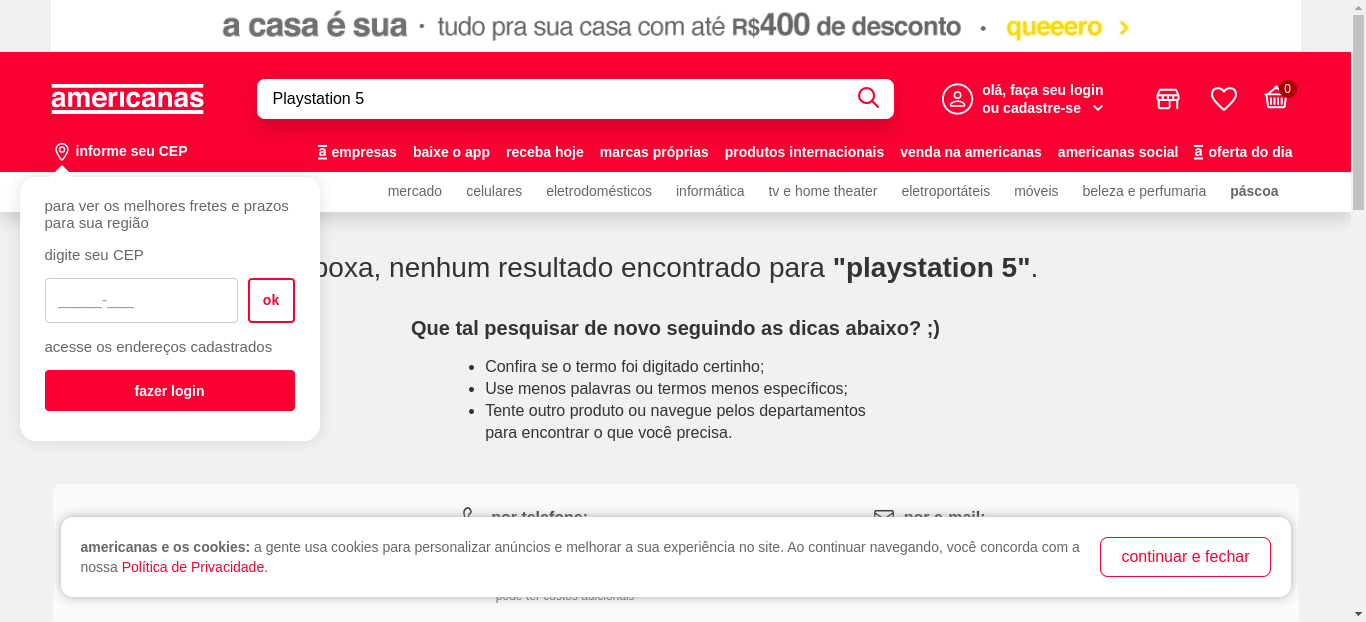 a casa é sua · tudo pra sua casa com até R$400 de desconto · queeero
americanas
Playstation 5
olá, faça seu login
ou cadastre-se
0
informe seu CEP
a empresas baixe o app receba hoje marcas próprias produtos internacionais venda na americanas americanas social a oferta do dia
mercado celulares eletrodomésticos informática tv e home theater eletroportáteis móveis beleza e perfumaria páscoa
para ver os melhores fretes e prazos
para sua região
digite seu CEP
_____-___
ok
acesse os endereços cadastrados
fazer login
poxa, nenhum resultado encontrado para "playstation 5".
Que tal pesquisar de novo seguindo as dicas abaixo? ;)
• Confira se o termo foi digitado certinho;
• Use menos palavras ou termos menos específicos;
• Tente outro produto ou navegue pelos departamentos
para encontrar o que você precisa.
por telefone: por e-mail:
americanas e os cookies: a gente usa cookies para personalizar anúncios e melhorar a sua experiência no site. Ao continuar navegando, você concorda com a
nossa Política de Privacidade.
continuar e fechar
pode ter custos adicionais